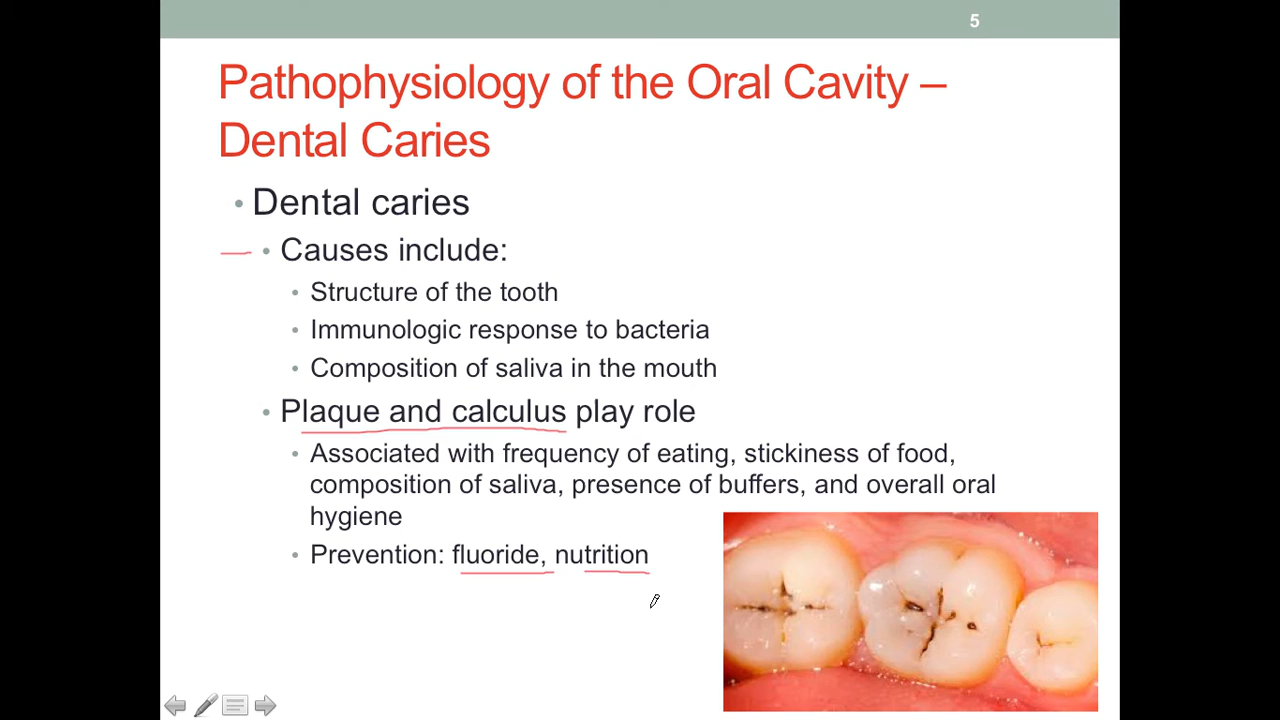 5
Pathophysiology of the Oral Cavity –
Dental Caries
• Dental caries
• Causes include:
• Structure of the tooth
• Immunologic response to bacteria
• Composition of saliva in the mouth
• Plaque and calculus play role
• Associated with frequency of eating, stickiness of food,
composition of saliva, presence of buffers, and overall oral
hygiene
• Prevention: fluoride, nutrition